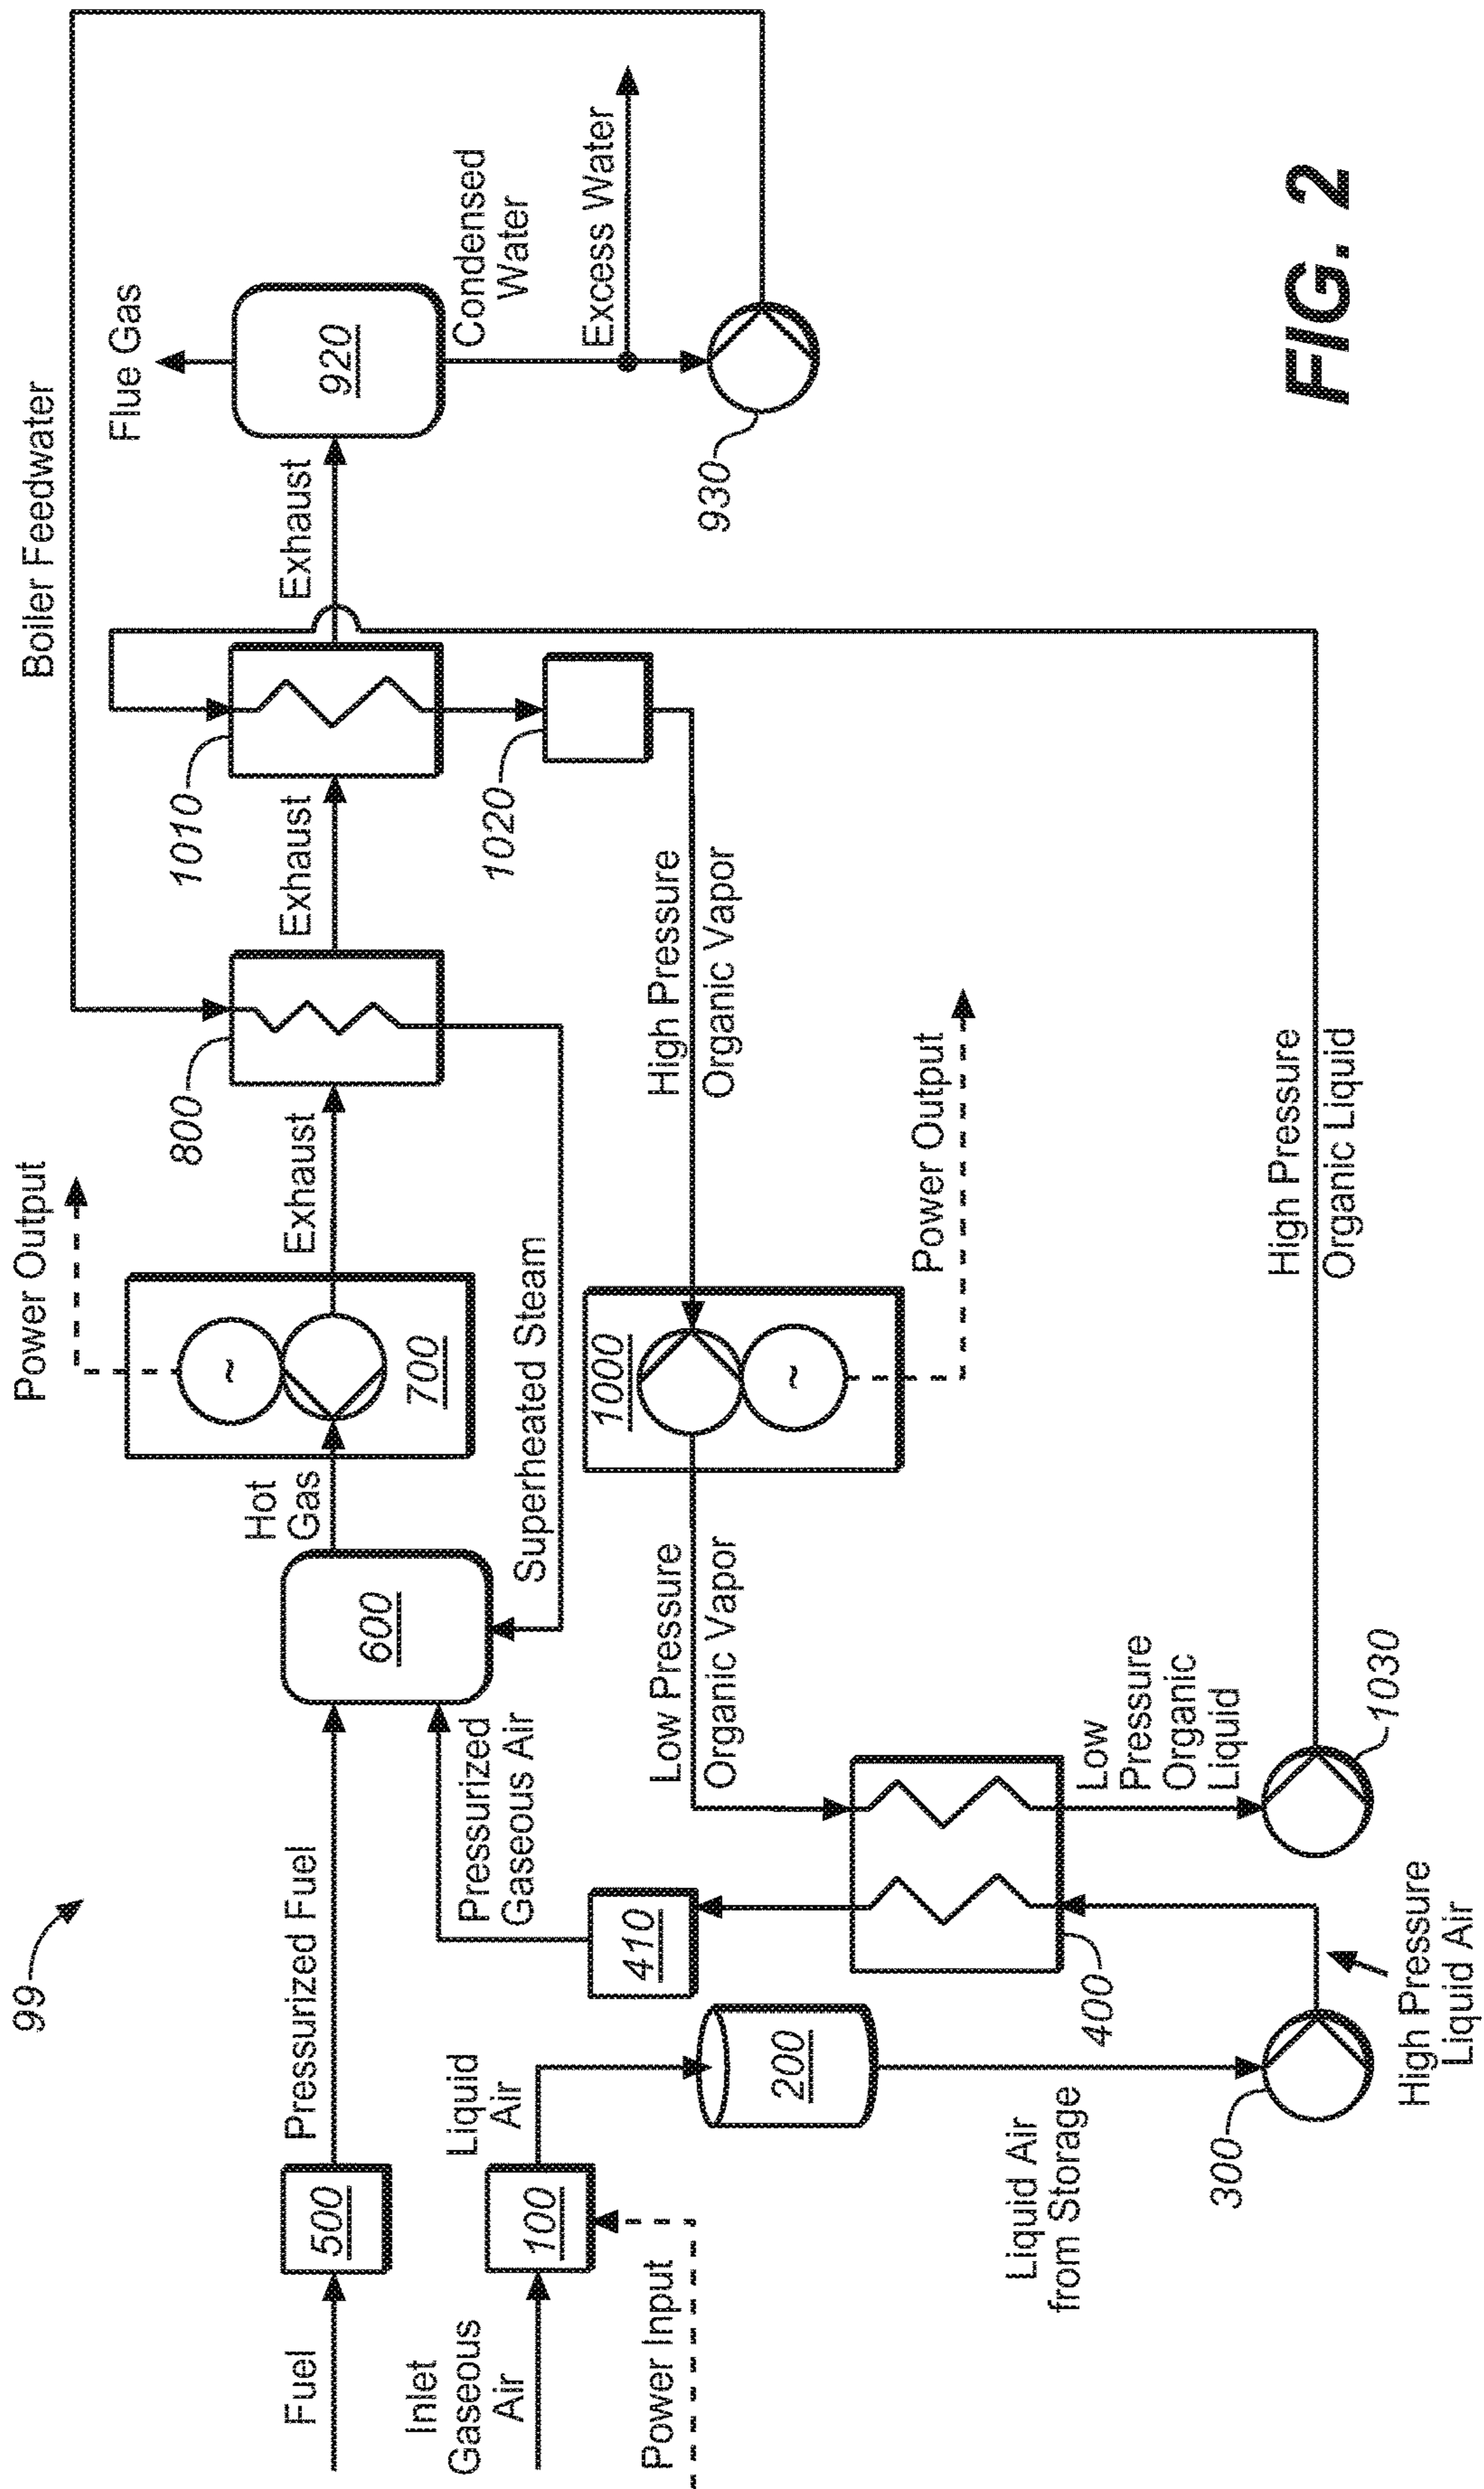 99
Fuel
500
Pressurized Fuel
Inlet
Gaseous
Air
100
Liquid
Air
Power Input
200
Liquid Air
from Storage
300
High Pressure
Liquid Air
400
410
Pressurized
Gaseous Air
600
Hot
Gas
700
Power Output
Exhaust
Superheated Steam
800
Exhaust
1010
Exhaust
Boiler Feedwater
Flue Gas
920
Condensed
Water
Excess Water
930
1020
High Pressure
Organic Vapor
1000
Power Output
Low Pressure
Organic Vapor
Low
Pressure
Organic
Liquid
1030
High Pressure
Organic Liquid
~
~
FIG. 2